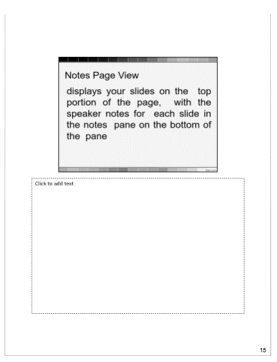 Notes Page View
displays your slides on the top
portion of the page, with the
speaker notes for each slide in
the notes pane on the bottom of
the pane
Click to add text
15